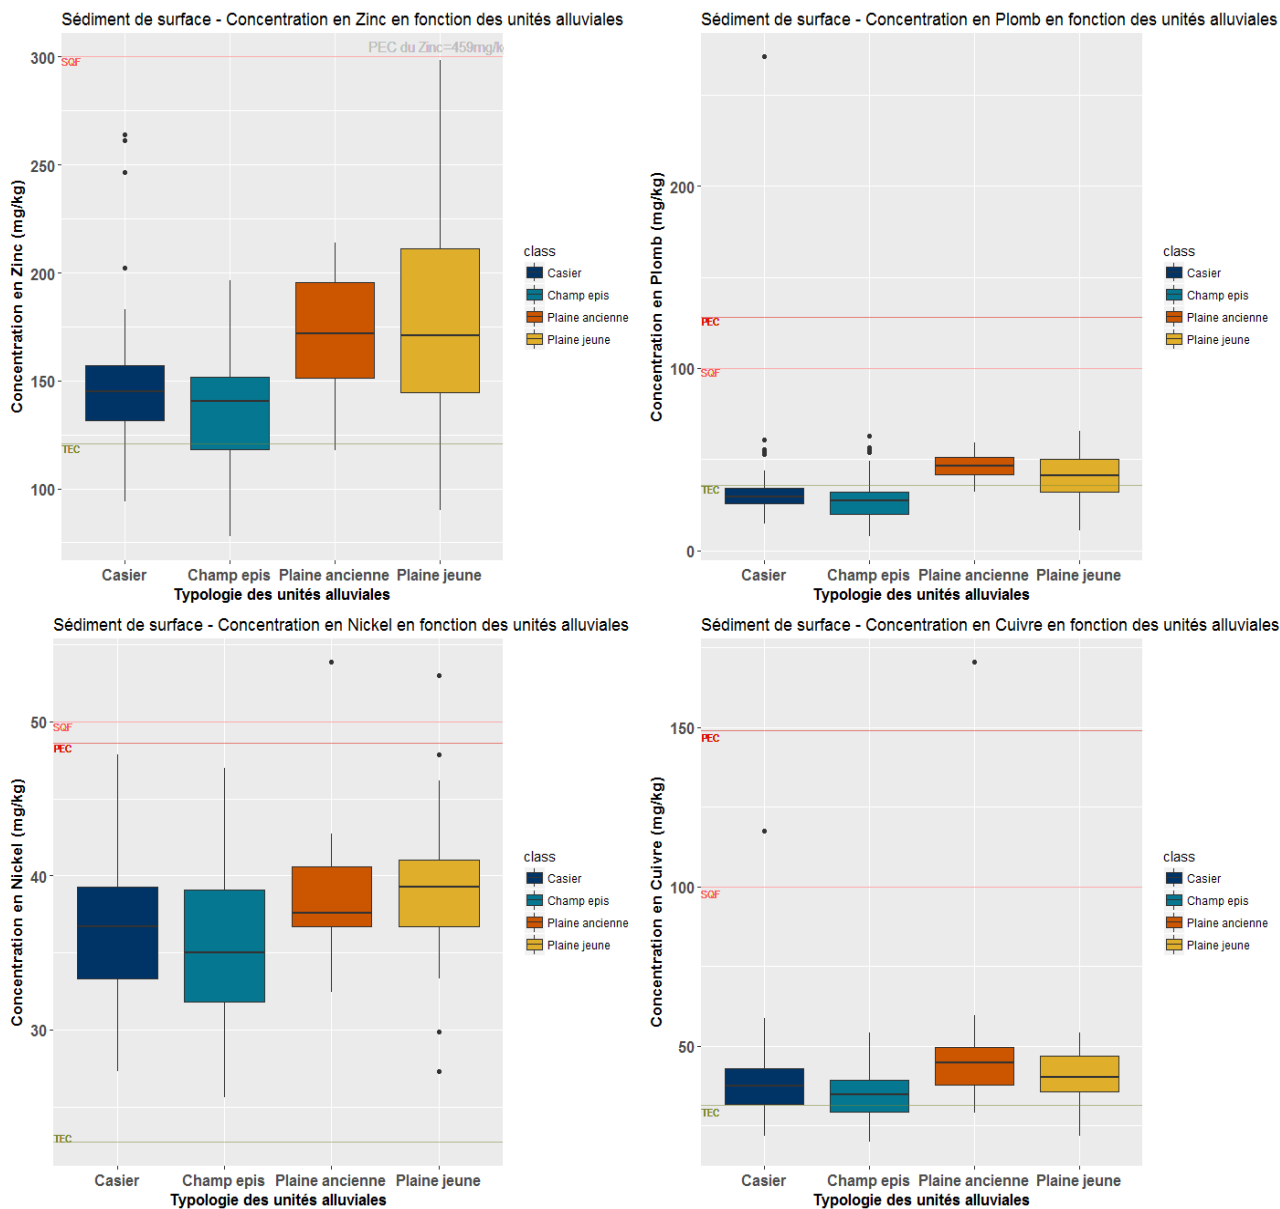 Sédiment de surface - Concentration en Zinc en fonction des unités alluviales
PEC du Zinc=459mg/k
300
SQF
250
200
150
TEC
100
Concentration en Zinc (mg/kg)
Casier Champ epis Plaine ancienne Plaine jeune
Typologie des unités alluviales
class
Casier
Champ epis
Plaine ancienne
Plaine jeune
Sédiment de surface - Concentration en Plomb en fonction des unités alluviales
200
PEC
100
SQF
TEC
0
Concentration en Plomb (mg/kg)
Casier Champ epis Plaine ancienne Plaine jeune
Typologie des unités alluviales
class
Casier
Champ epis
Plaine ancienne
Plaine jeune
Sédiment de surface - Concentration en Nickel en fonction des unités alluviales
50
SQF
PEC
40
30
TEC
Concentration en Nickel (mg/kg)
Casier Champ epis Plaine ancienne Plaine jeune
Typologie des unités alluviales
class
Casier
Champ epis
Plaine ancienne
Plaine jeune
Sédiment de surface - Concentration en Cuivre en fonction des unités alluviales
150
PEC
100
SQF
50
TEC
Concentration en Cuivre (mg/kg)
Casier Champ epis Plaine ancienne Plaine jeune
Typologie des unités alluviales
class
Casier
Champ epis
Plaine ancienne
Plaine jeune